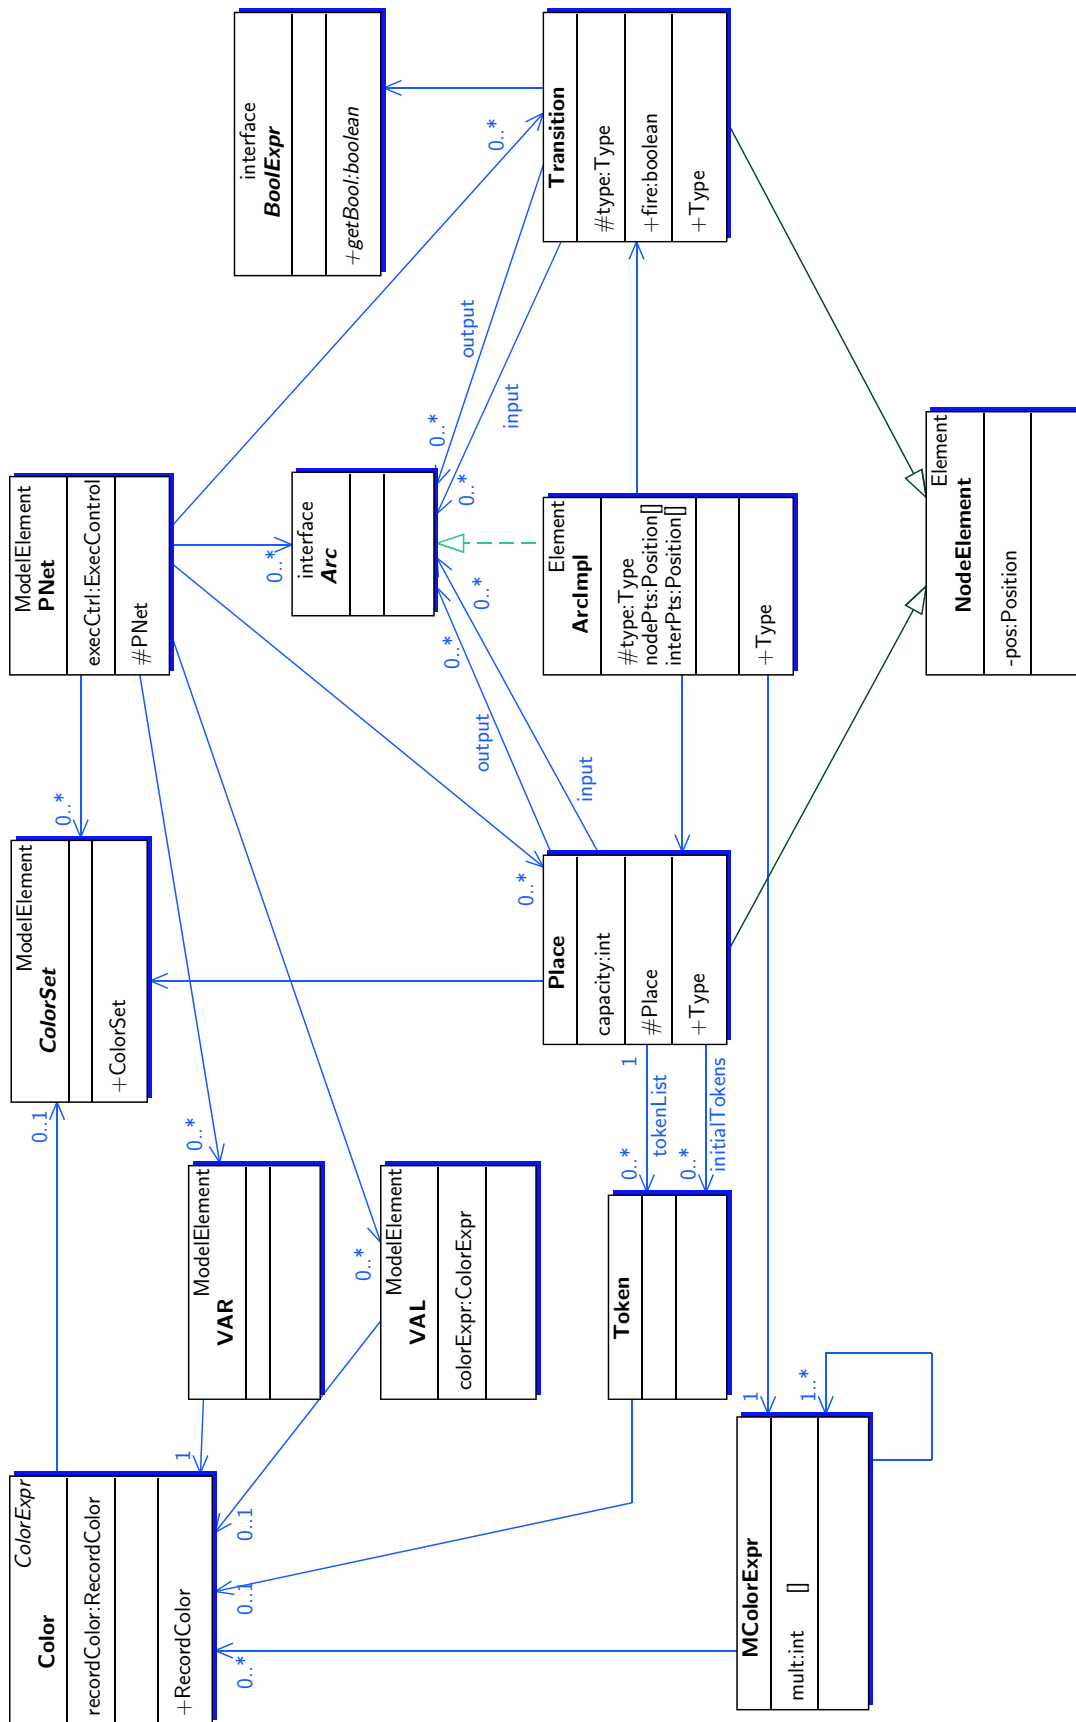 ColorExpr
Color
recordColor:RecordColor
+RecordColor
0..1
ModelElement
ColorSet
+ColorSet
0..*
ModelElement
PNet
execCtrl:ExecControl
#PNet
1
0..*
ModelElement
VAR
0..1
0..1
0..*
0..*
ModelElement
VAL
colorExpr:ColorExpr
0..*
interface
Arc
interface
BoolExpr
+getBool:boolean
0..*
0..*
output
input
0..*
0..*
output
input
0..*
0..*
Place
capacity:int
#Place
+Type
Element
ArcImpl
#type:Type
nodePts:Position[]
interPts:Position[]
+Type
Transition
#type:Type
+fire:boolean
+Type
Token
0..*
1
tokenList
0..*
initialTokens
1
1..*
MColorExpr
mult:int []
Element
NodeElement
-pos:Position